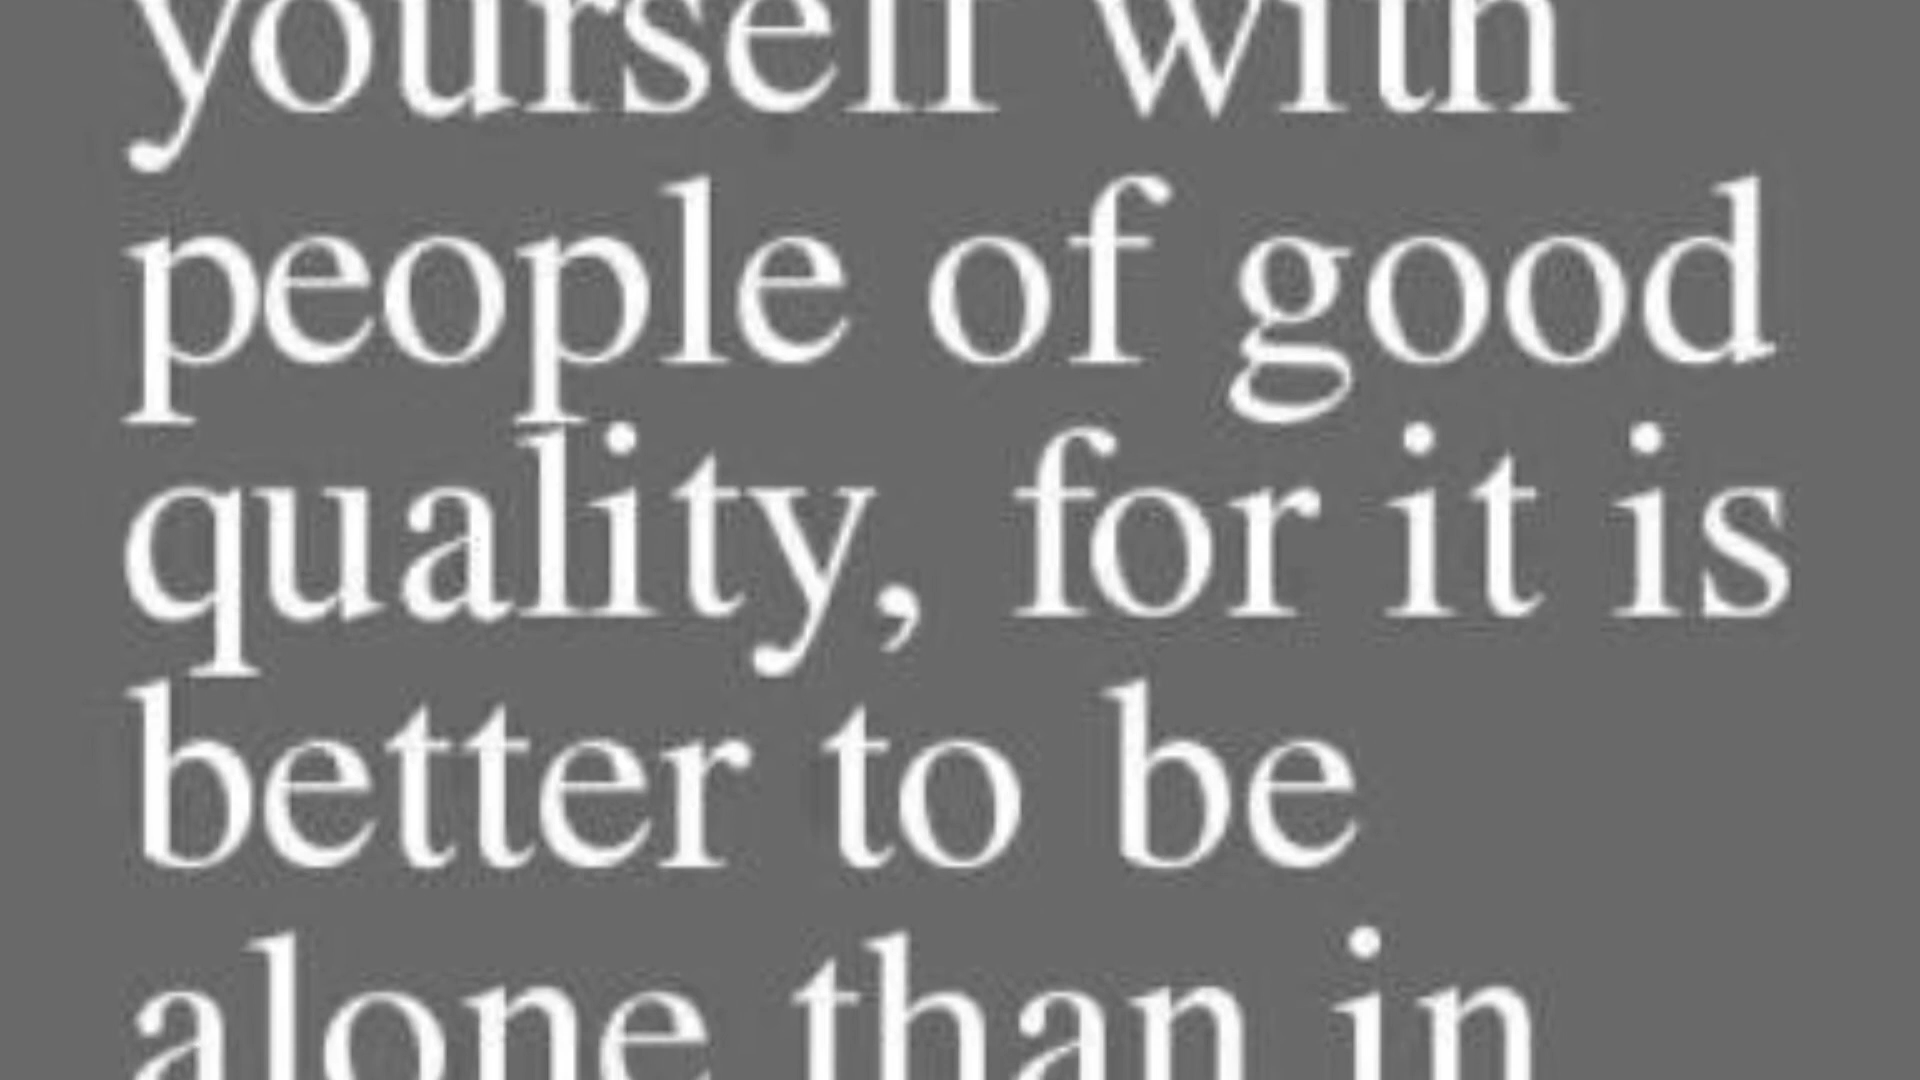 yourself with
people of good
quality, for it is
better to be
alone than in